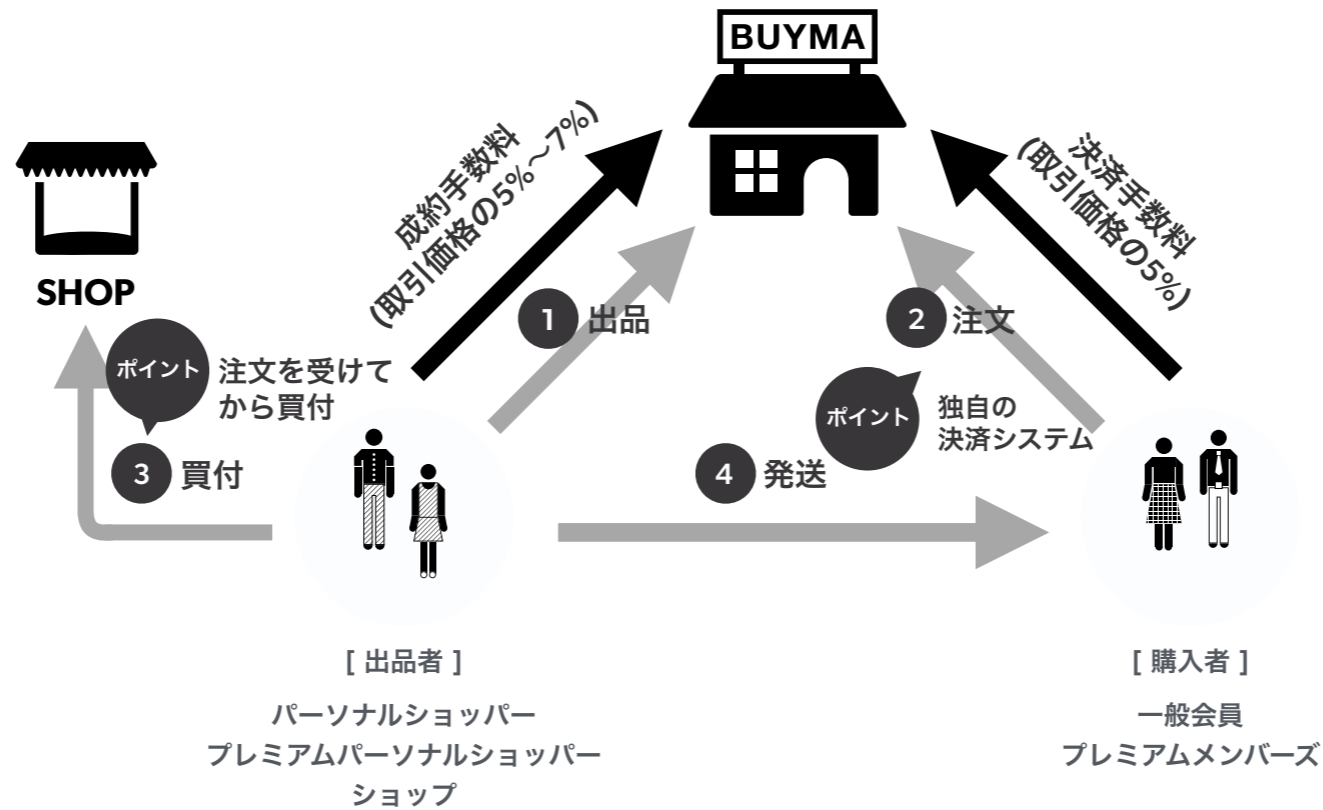 BUYMA
成約手数料
(取引価格の5%〜7%)
決済手数料
(取引価格の5%)
SHOP
1 出品
2 注文
ポイント
注文を受けて
から買付
ポイント
独自の
決済システム
3 買付
4 発送
[ 出品者 ]
パーソナルショッパー
プレミアムパーソナルショッパー
ショップ
[ 購入者 ]
一般会員
プレミアムメンバーズ